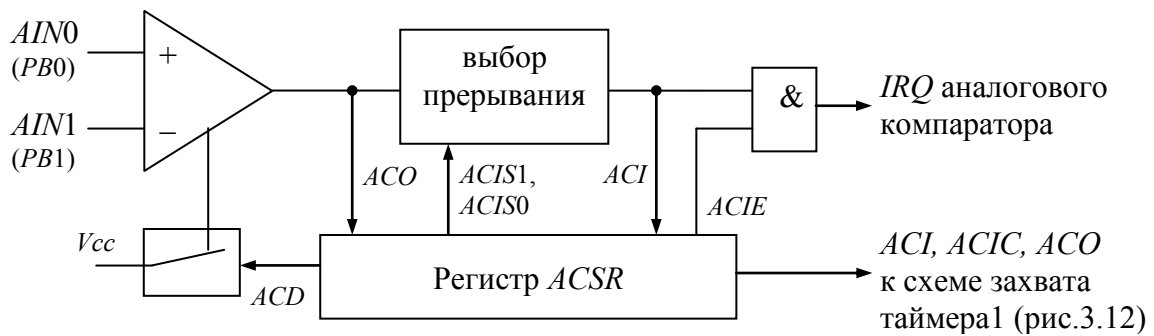 AIN0
(PB0)
+
AIN1
(PB1)
–
выбор
прерывания
&
IRQ аналогового
компаратора
ACO
ACIS1,
ACIS0
ACI
ACIE
Vcc
ACD
Регистр ACSR
ACI, ACIC, ACO
к схеме захвата
таймера1 (рис.3.12)